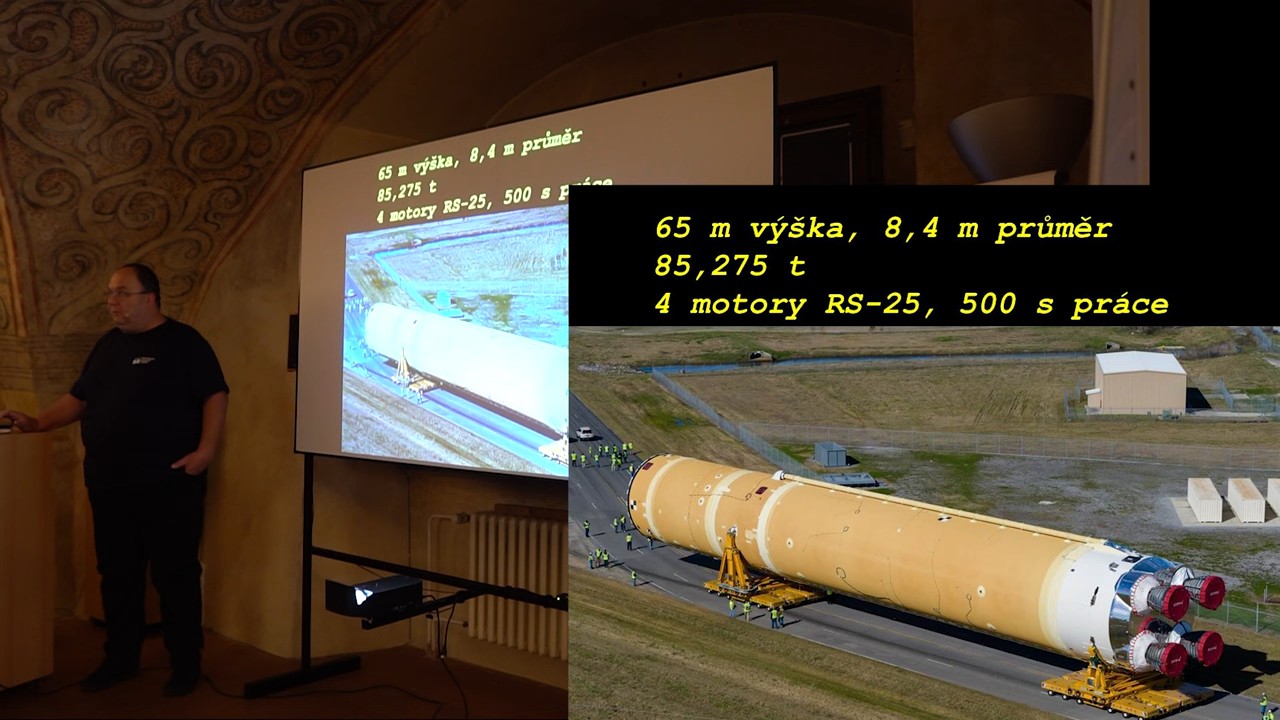 65 m výška, 8,4 m průměr
85,275 t
4 motory RS-25, 500 s práce
65 m výška, 8,4 m průměr
85,275 t
4 motory RS-25, 500 s práce